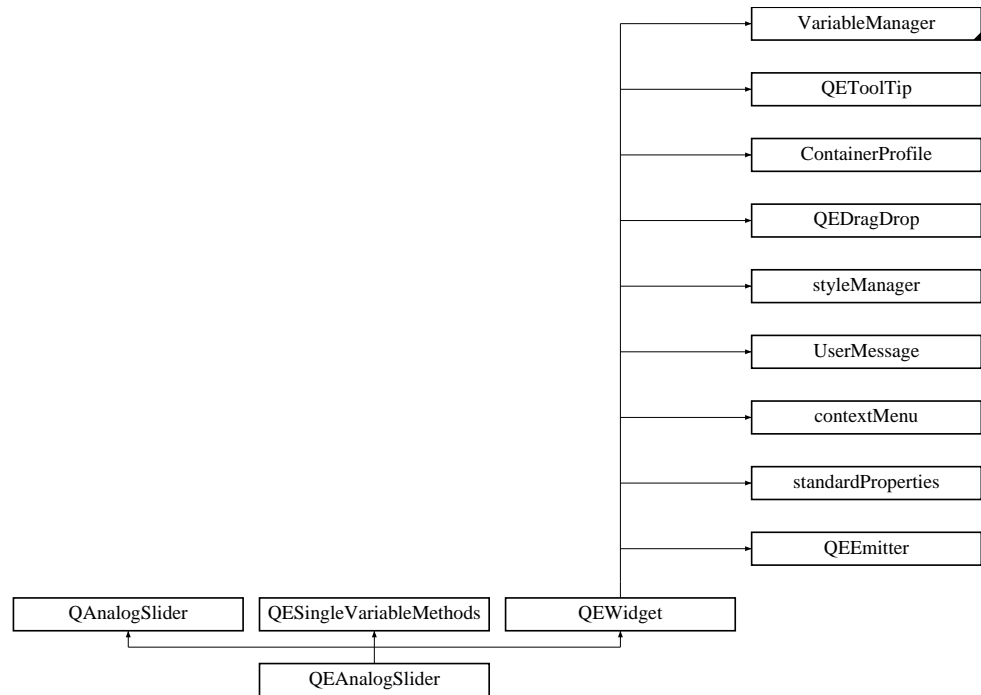 VariableManager
QEToolTip
ContainerProfile
QEDragDrop
styleManager
UserMessage
contextMenu
standardProperties
QEEmitter
QAnalogSlider
QESingleVariableMethods
QEWidget
QEAnalogSlider